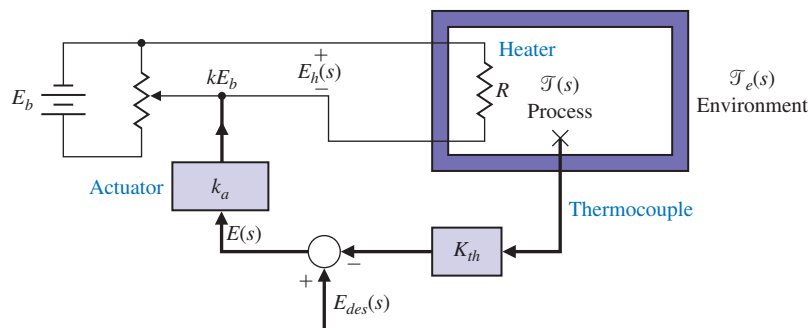 Heater
+
E_h(s)
−
kE_b
E_b
R
𝒯(s)
Process
𝒯_e(s)
Environment
Actuator
k_a
Thermocouple
E(s)
K_th
−
+
E_des(s)